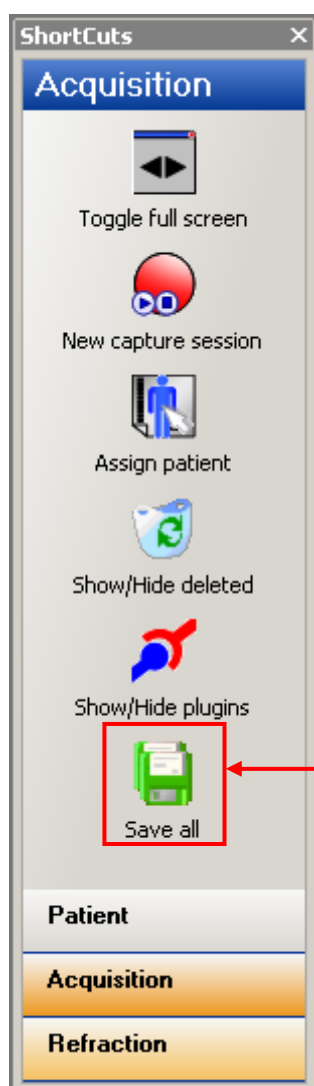 ShortCuts
Acquisition
Toggle full screen
New capture session
Assign patient
Show/Hide deleted
Show/Hide plugins
Save all
Patient
Acquisition
Refraction